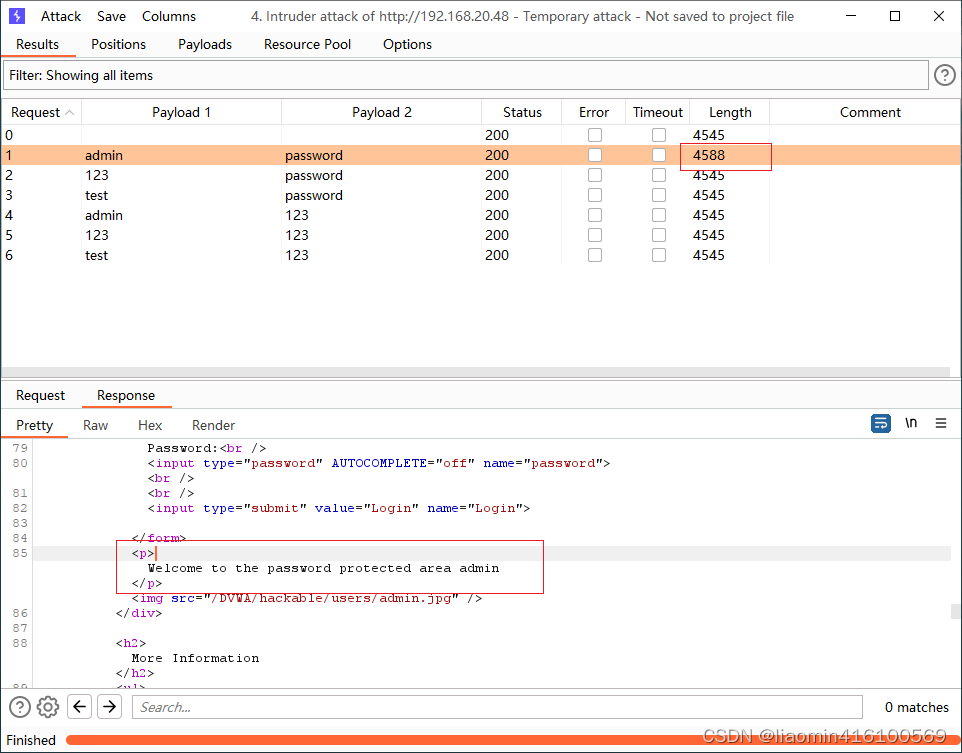 Attack Save Columns 4. Intruder attack of http://192.168.20.48 - Temporary attack - Not saved to project file
Results Positions Payloads Resource Pool Options
Filter: Showing all items
Request Payload 1 Payload 2 Status Error Timeout Length Comment
0 200 4545
1 admin password 200 4588
2 123 password 200 4545
3 test password 200 4545
4 admin 123 200 4545
5 123 123 200 4545
6 test 123 200 4545
Request Response
Pretty Raw Hex Render \n
79 Password:<br />
80 <input type="password" AUTOCOMPLETE="off" name="password">
<br />
81 <br />
82 <input type="submit" value="Login" name="Login">
83
84 </form>
85 <p>
Welcome to the password protected area admin
</p>
<img src="/DVWA/hackable/users/admin.jpg" />
86 </div>
87
88 <h2>
More Information
</h2>
89 <ul>
Search... 0 matches
Finished
CSDN @liaomin416100569